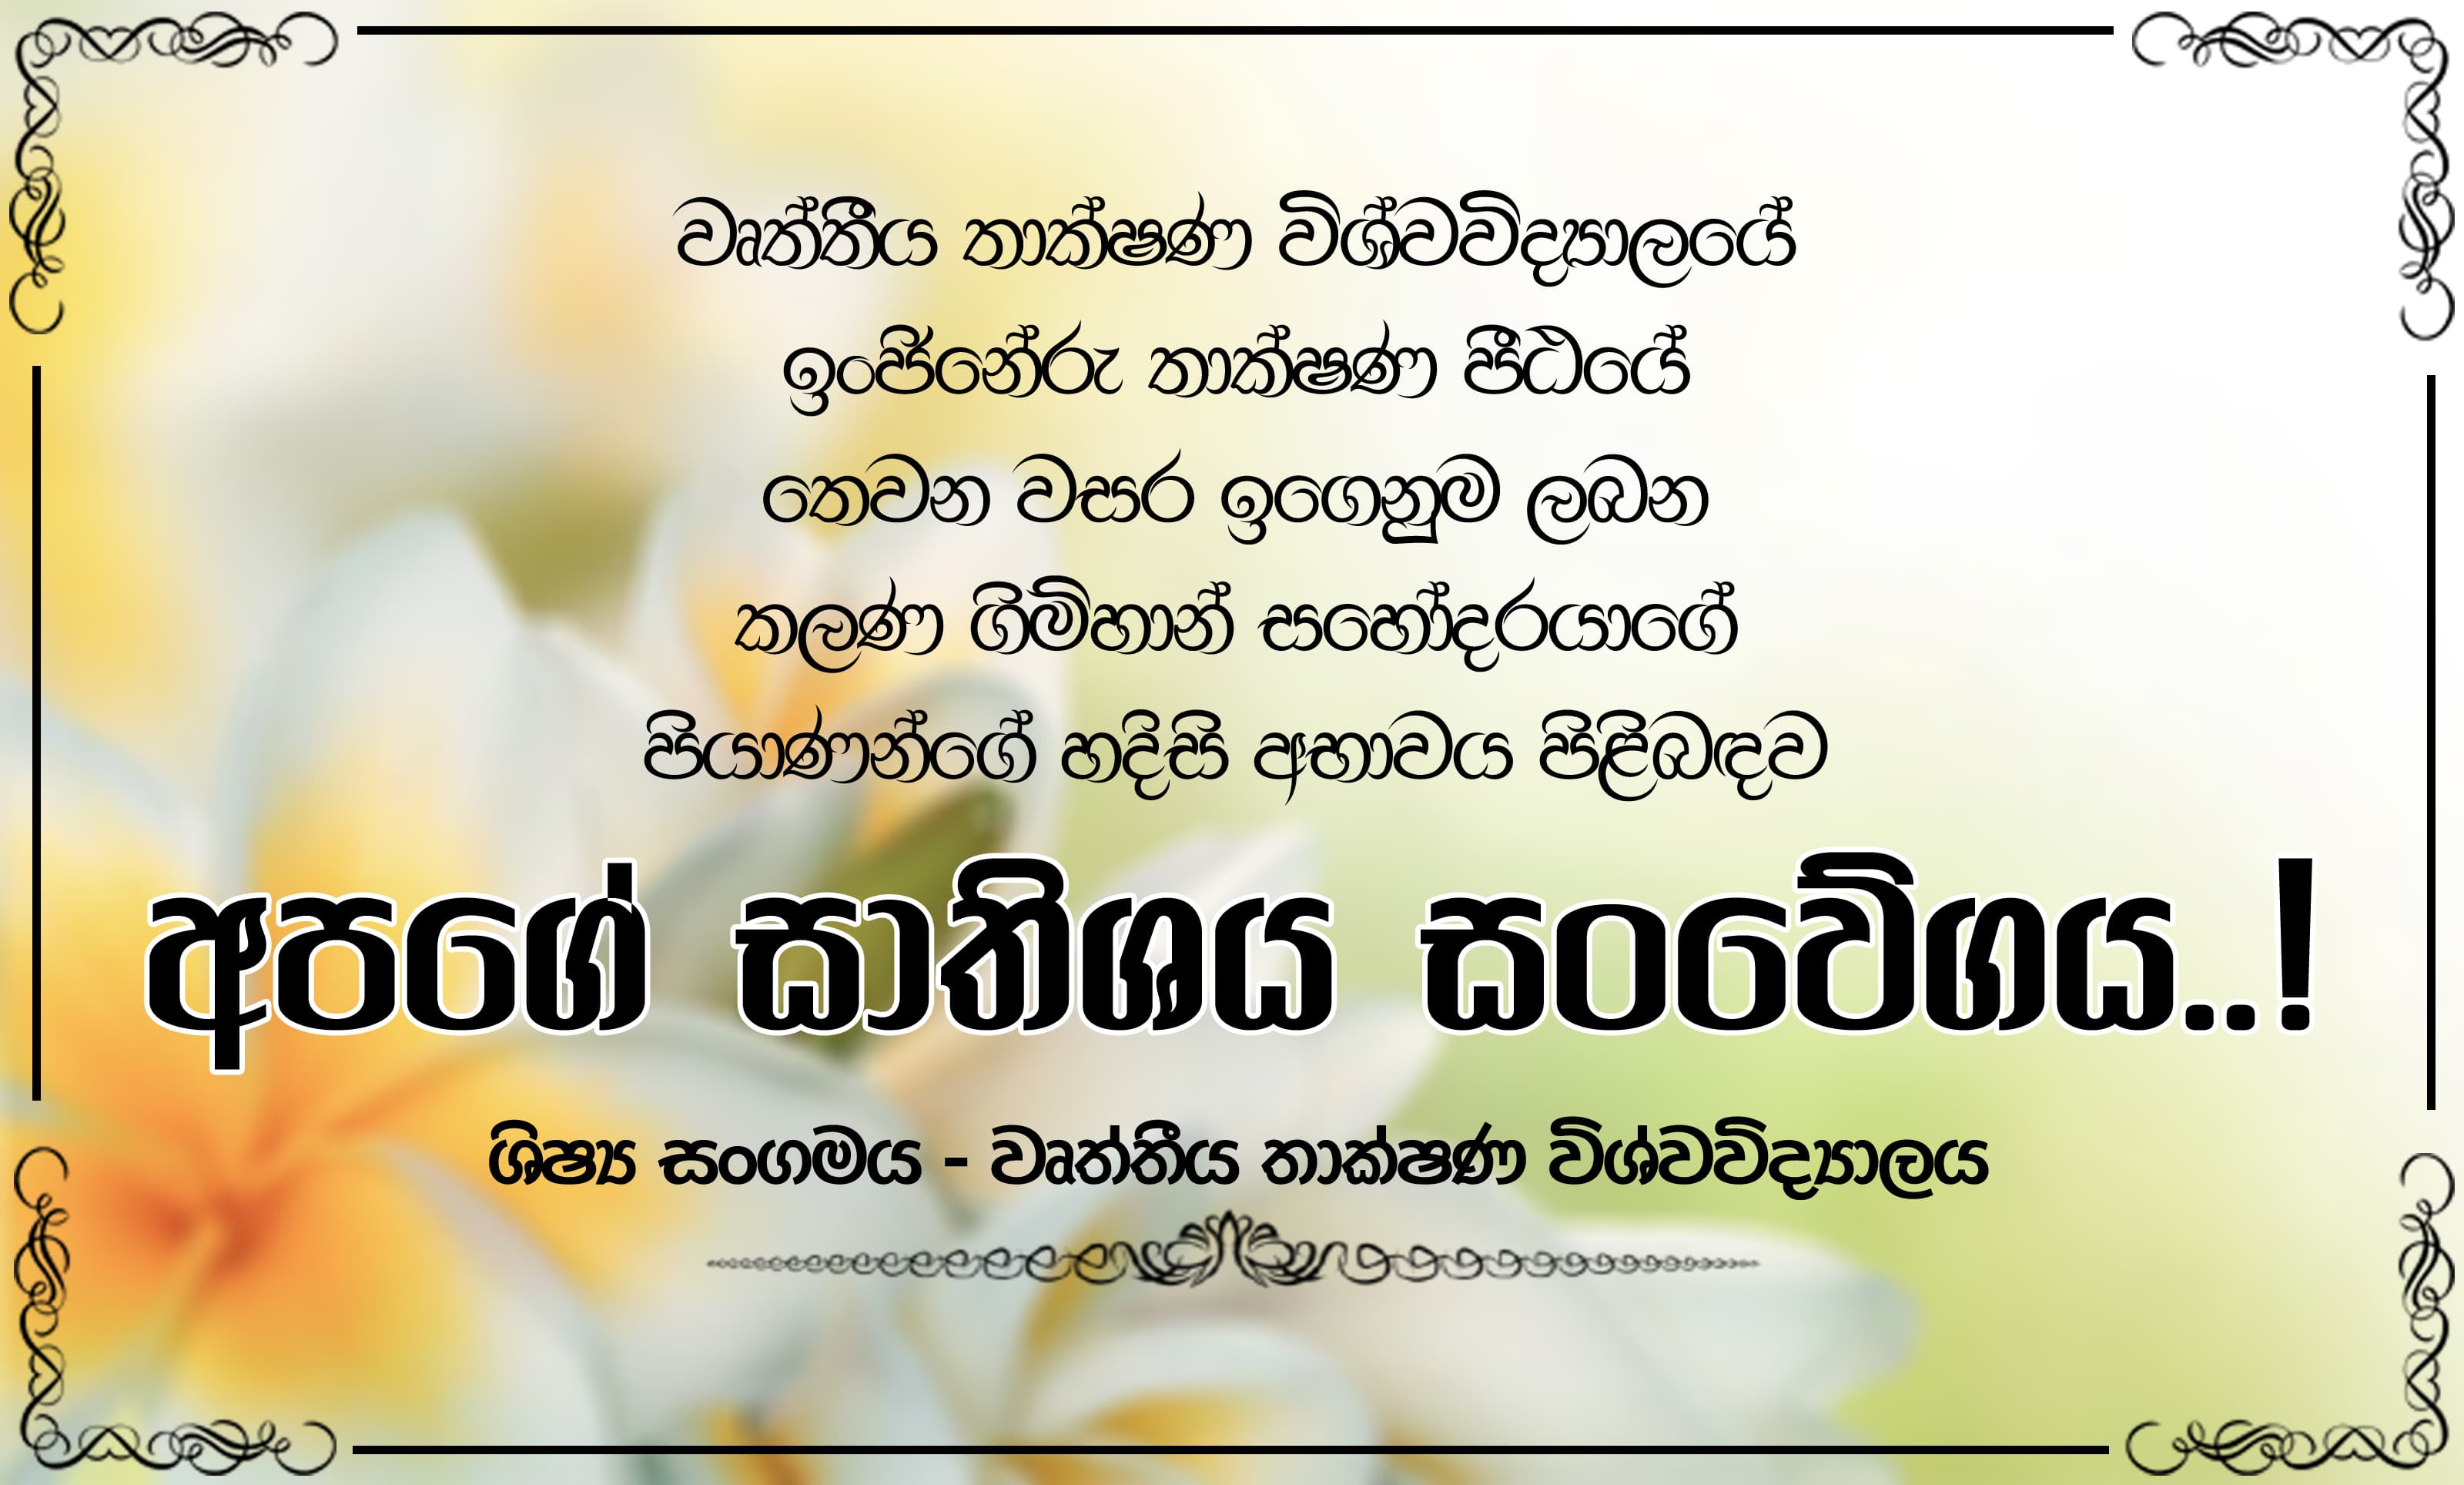 වෘත්තීය තාක්ෂණ විශ්වවිද්‍යාලයේ
ඉංජිනේරු තාක්ෂණ පීඨයේ
තෙවන වසර ඉගෙනුම ලබන
කලණ ගිම්හාන් සහෝදරයාගේ
පියාණන්ගේ හදිසි අභාවය පිළිබඳව
අපගේ සාතිශය සංවේගය..!
ශිෂ්‍ය සංගමය - වෘත්තීය තාක්ෂණ විශ්වවිද්‍යාලය